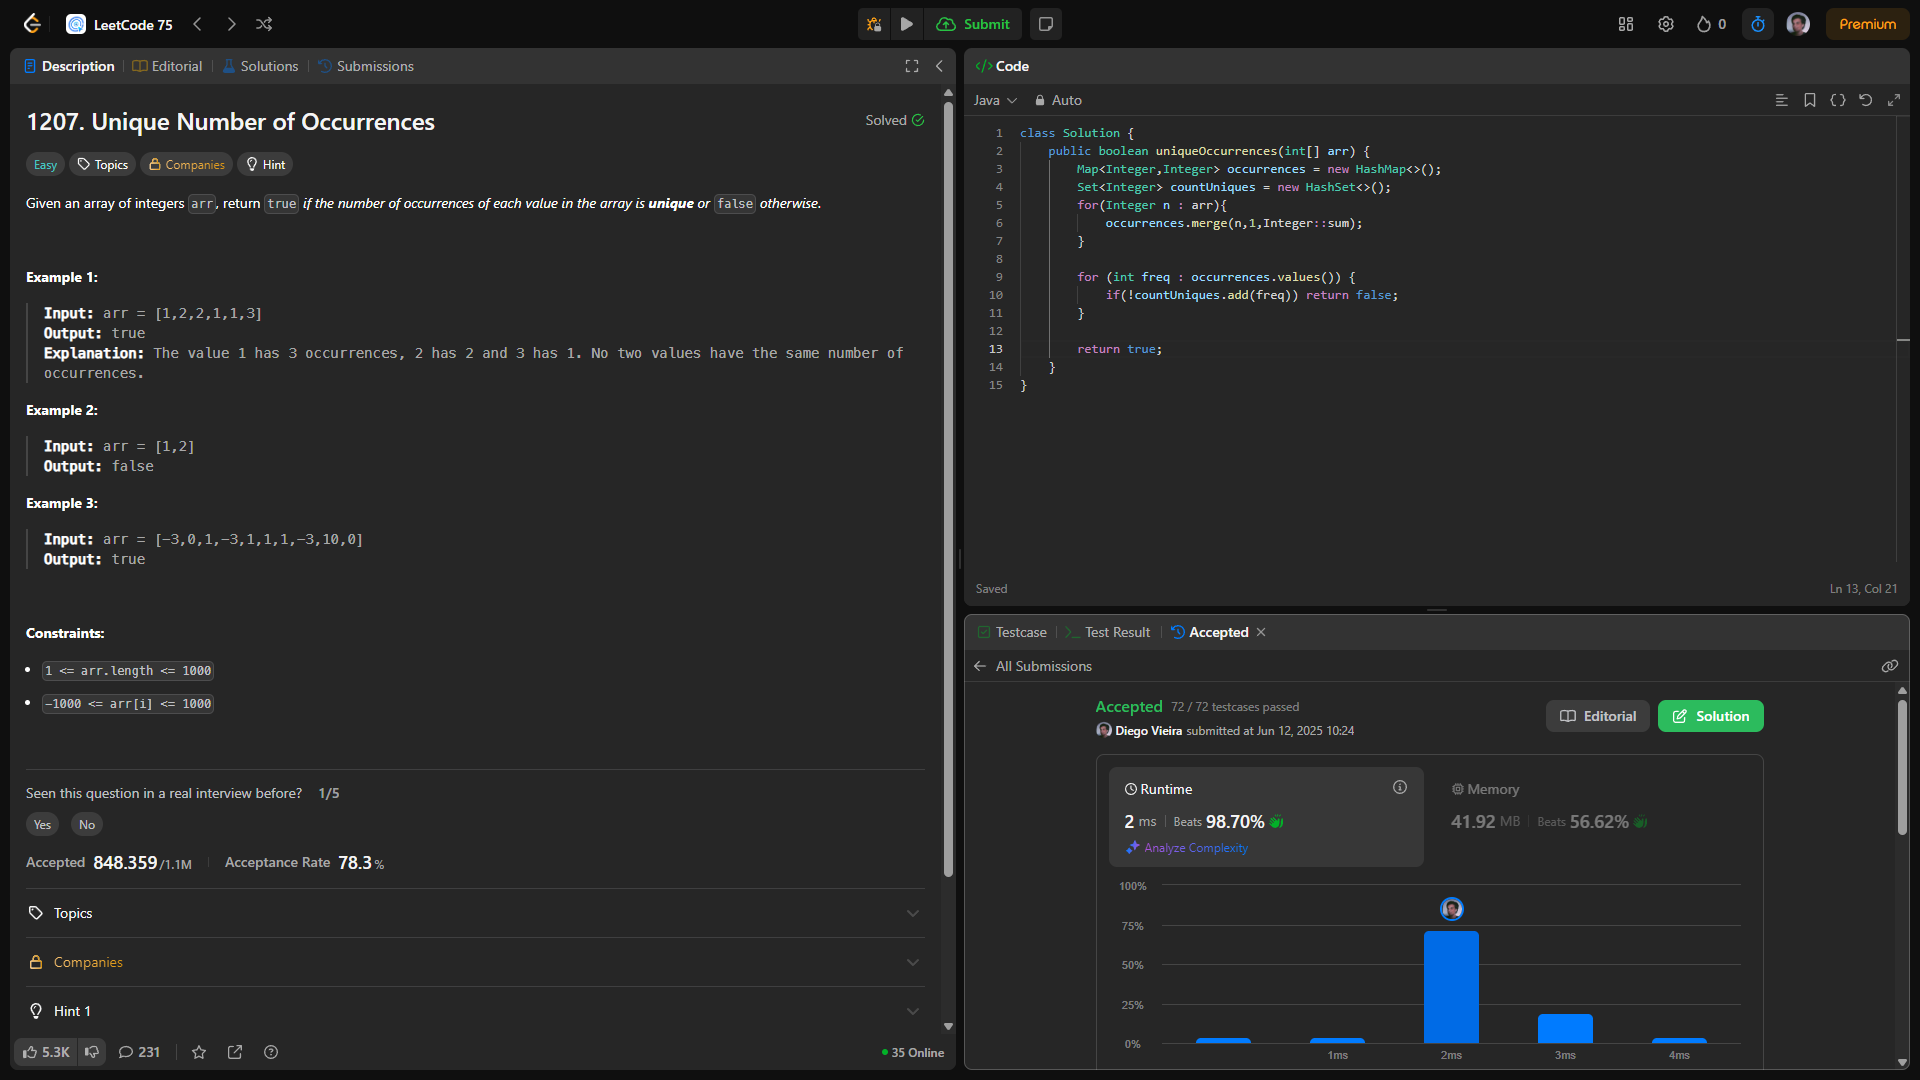 LeetCode 75
Submit
0
Premium
Description
Editorial
Solutions
Submissions
1207. Unique Number of Occurrences
Solved
Easy
Topics
Companies
Hint
Given an array of integers arr, return true if the number of occurrences of each value in the array is unique or false otherwise.
Example 1:
Input: arr = [1,2,2,1,1,3]
Output: true
Explanation: The value 1 has 3 occurrences, 2 has 2 and 3 has 1. No two values have the same number of
occurrences.
Example 2:
Input: arr = [1,2]
Output: false
Example 3:
Input: arr = [-3,0,1,-3,1,1,1,-3,10,0]
Output: true
Constraints:
• 1 <= arr.length <= 1000
• -1000 <= arr[i] <= 1000
Seen this question in a real interview before? 1/5
Yes
No
Accepted 848.359/1.1M
Acceptance Rate 78.3%
Topics
Companies
Hint 1
5.3K
231
35 Online
</> Code
Java
Auto
1 class Solution {
2 public boolean uniqueOccurrences(int[] arr) {
3 Map<Integer,Integer> occurrences = new HashMap<>();
4 Set<Integer> countUniques = new HashSet<>();
5 for(Integer n : arr){
6 occurrences.merge(n,1,Integer::sum);
7 }
8
9 for (int freq : occurrences.values()) {
10 if(!countUniques.add(freq)) return false;
11 }
12
13 return true;
14 }
15 }
Saved
Ln 13, Col 21
Testcase
Test Result
Accepted
All Submissions
Accepted 72 / 72 testcases passed
Diego Vieira submitted at Jun 12, 2025 10:24
Editorial
Solution
Runtime
2 ms Beats 98.70%
Analyze Complexity
Memory
41.92 MB Beats 56.62%
100%
75%
50%
25%
0%
1ms
2ms
3ms
4ms